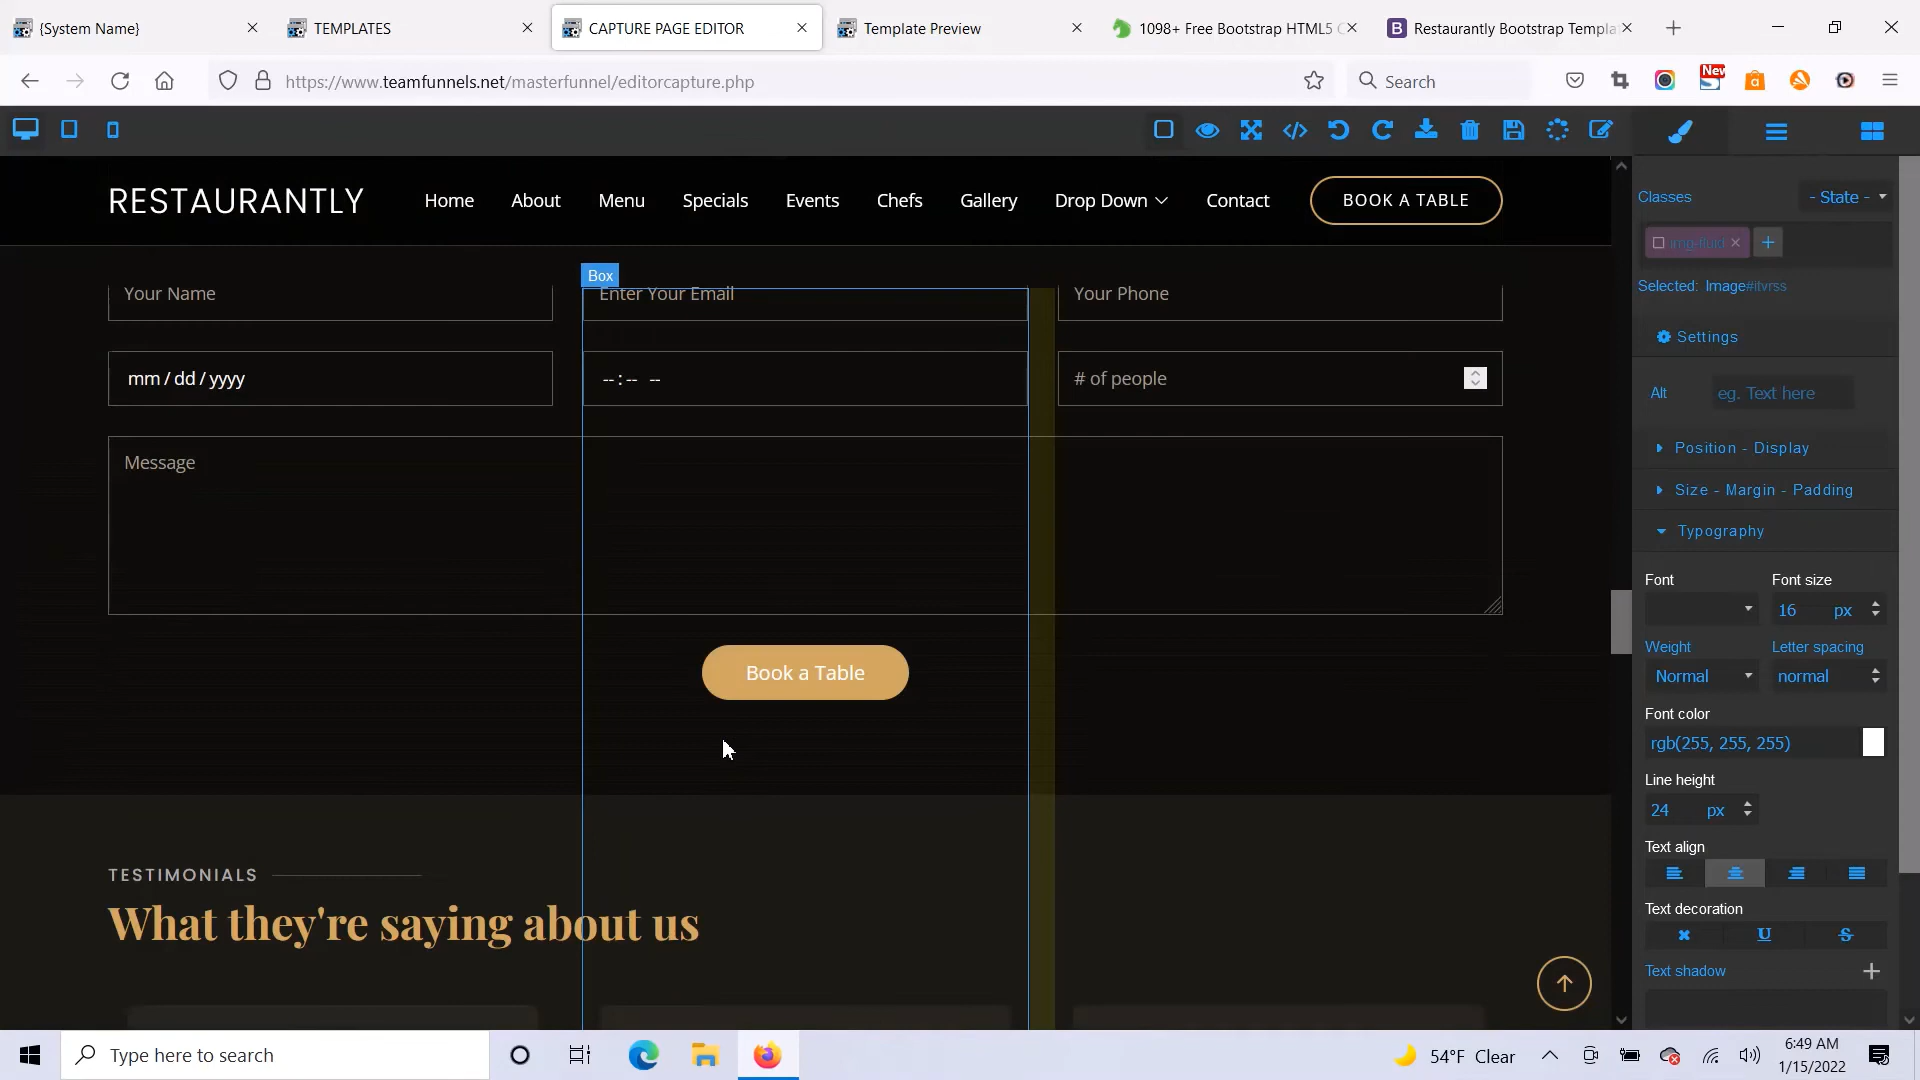 {System Name}
TEMPLATES
CAPTURE PAGE EDITOR
Template Preview
1098+ Free Bootstrap HTML5
Restaurantly Bootstrap Templa
https://www.teamfunnels.net/masterfunnel/editorcapture.php
Search
New
RESTAURANTLY
Home
About
Menu
Specials
Events
Chefs
Gallery
Drop Down
Contact
BOOK A TABLE
Classes
- State -
img-fluid
Selected: Image#itvrss
Box
Your Name
Enter Your Email
Your Phone
Settings
mm / dd / yyyy
-- : -- --
# of people
Alt
eg. Text here
Position - Display
Message
Size - Margin - Padding
Typography
Font
Font size
16 px
Weight
Letter spacing
Normal
normal
Book a Table
Font color
rgb(255, 255, 255)
Line height
24 px
Text align
TESTIMONIALS
What they're saying about us
Text decoration
U
S
Text shadow
Type here to search
54°F Clear
6:49 AM
1/15/2022